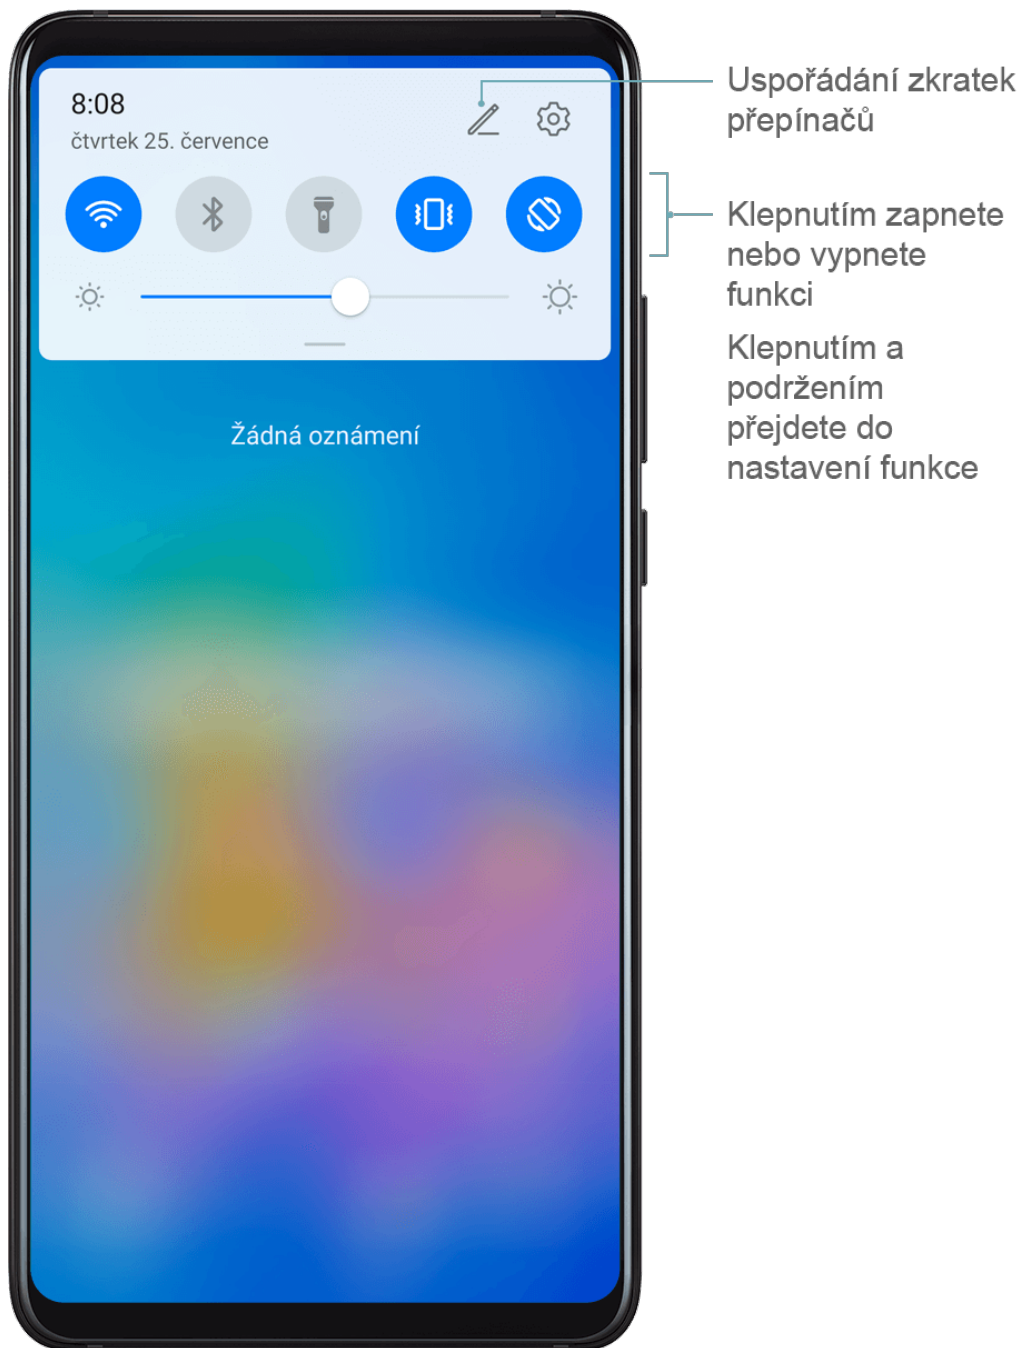 8:08
čtvrtek 25. července
Žádná oznámení
Uspořádání zkratek
přepínačů
Klepnutím zapnete
nebo vypnete
funkci
Klepnutím a
podržením
přejdete do
nastavení funkce